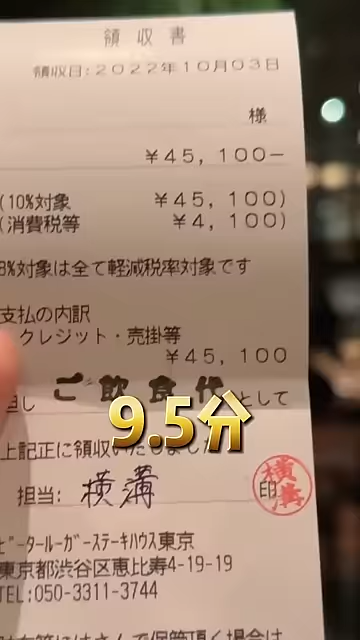 領収書
領収日:2022年10月03日
様
¥45,100−
(10%対象 ¥45,100)
(消費税等 ¥4,100)
8%対象は全て軽減税率対象です
支払の内訳
クレジット・売掛等
¥45,100
但し ご飲食代として
9.5分
上記正に領収いたしました
担当: 横溝
印
横溝
ピータールーガーステーキハウス東京
東京都渋谷区恵比寿4-19-19
TEL:050-3311-3744